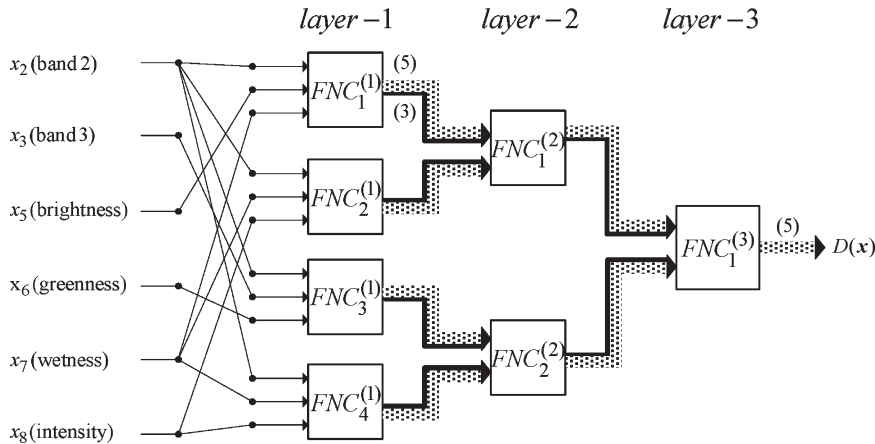 layer-1 layer-2 layer-3
x2(band 2)
x3(band 3)
x5(brightness)
x6(greenness)
x7(wetness)
x8(intensity)
FNC1(1)
(5)
(3)
FNC2(1)
FNC3(1)
FNC4(1)
FNC1(2)
FNC2(2)
FNC1(3)
(5)
D(x)